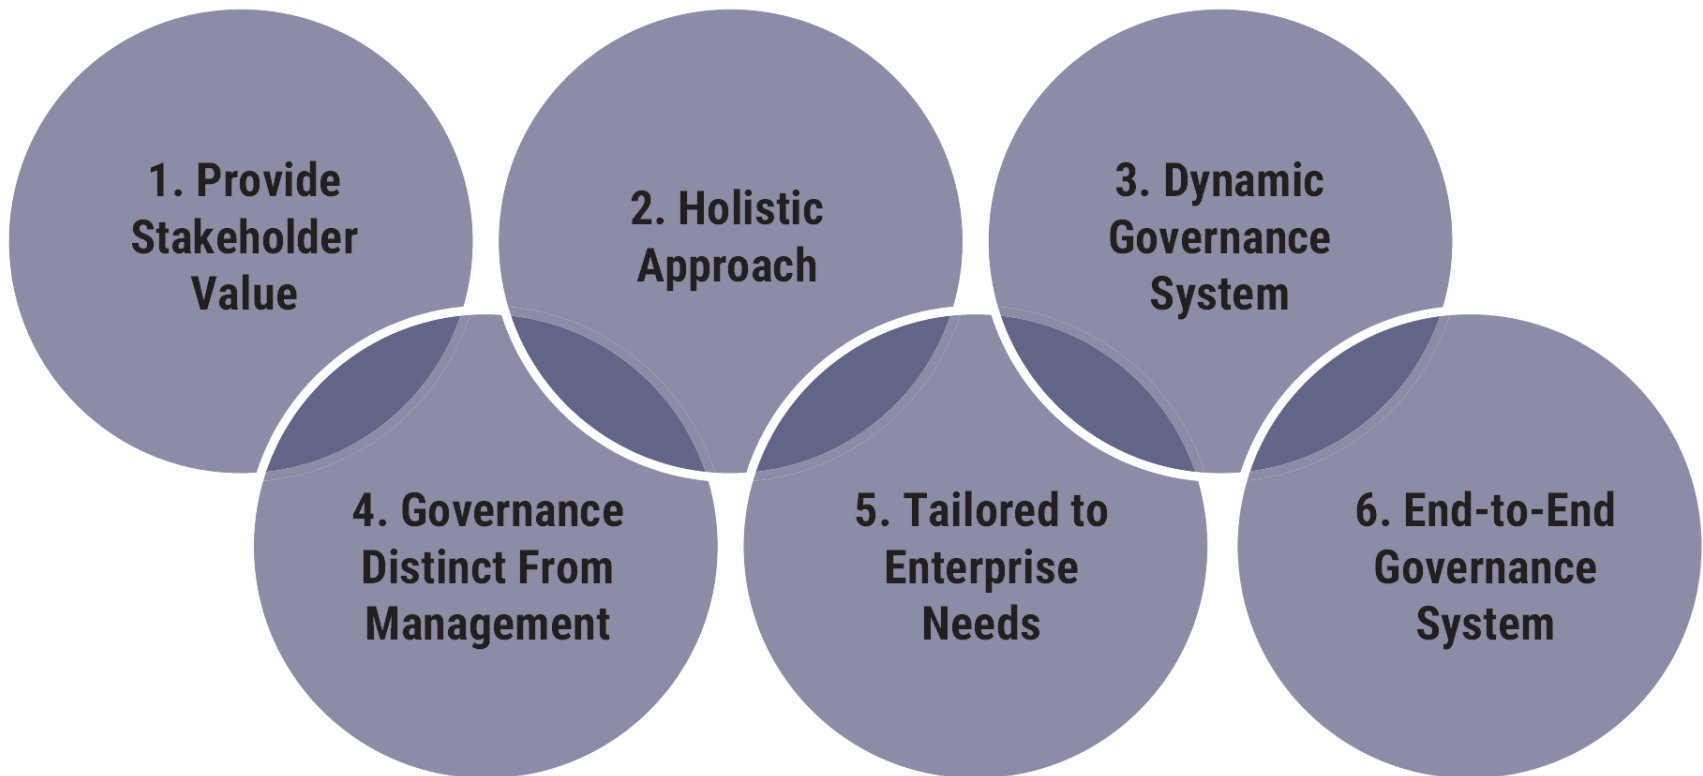 1. Provide
Stakeholder
Value
2. Holistic
Approach
3. Dynamic
Governance
System
4. Governance
Distinct From
Management
5. Tailored to
Enterprise
Needs
6. End-to-End
Governance
System